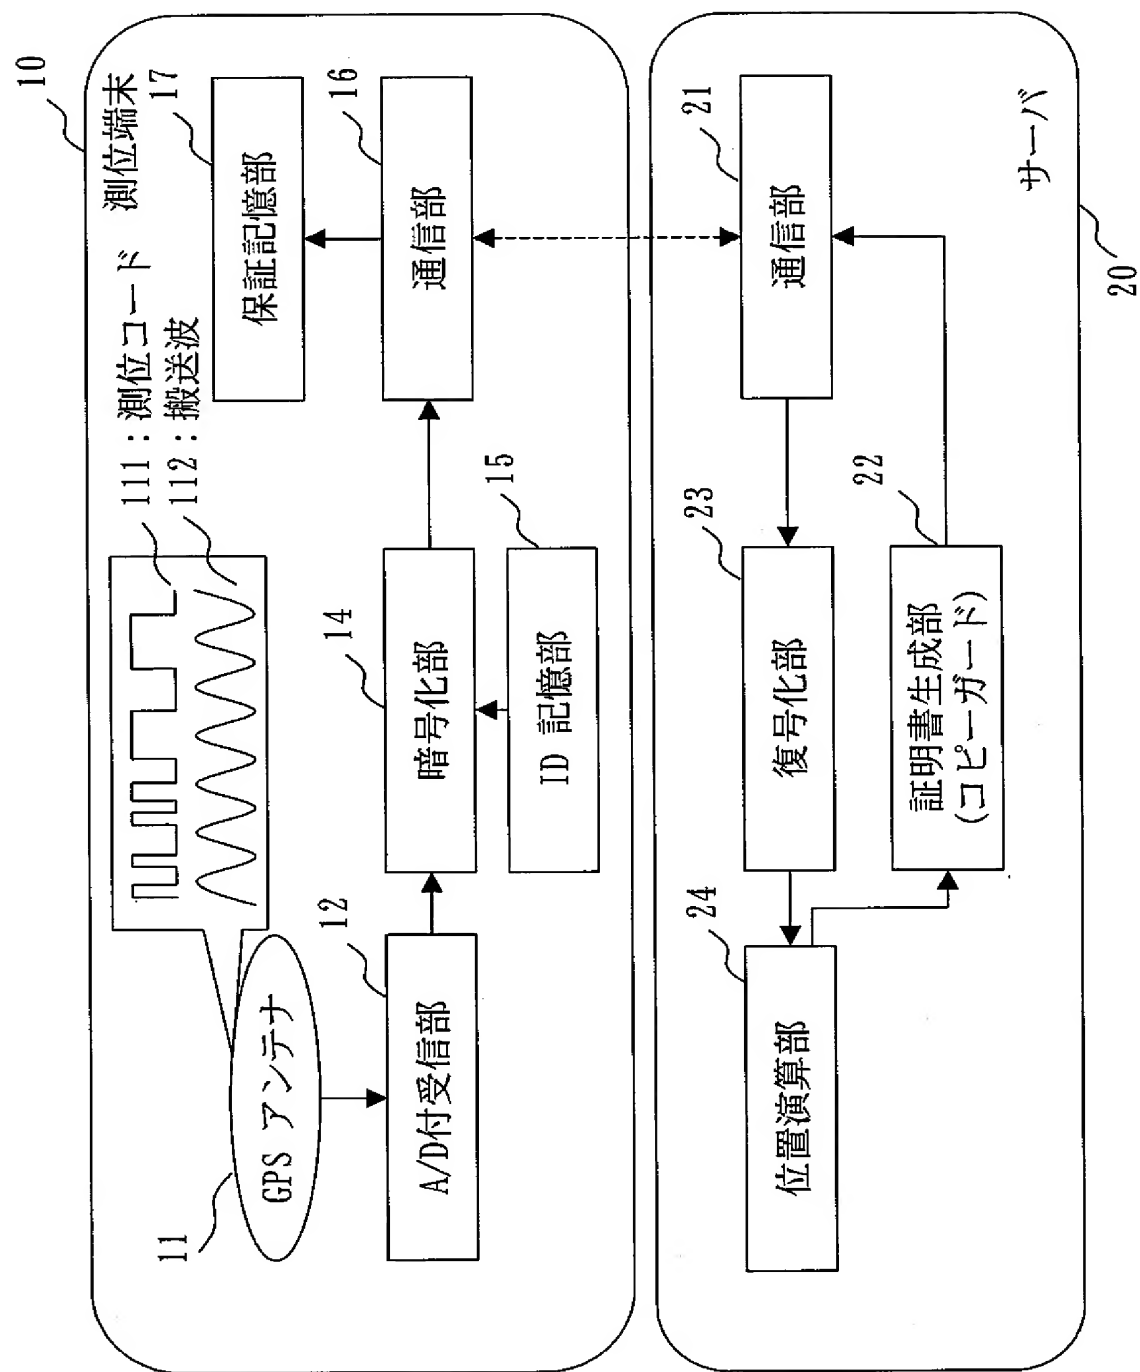 10
測位端末
111：測位コード
112：搬送波
11
GPS アンテナ
17
保証記憶部
12
A/D付受信部
14
暗号化部
16
通信部
15
ID 記憶部
24
位置演算部
23
復号化部
21
通信部
22
証明書生成部
(コピーガード)
サーバ
20